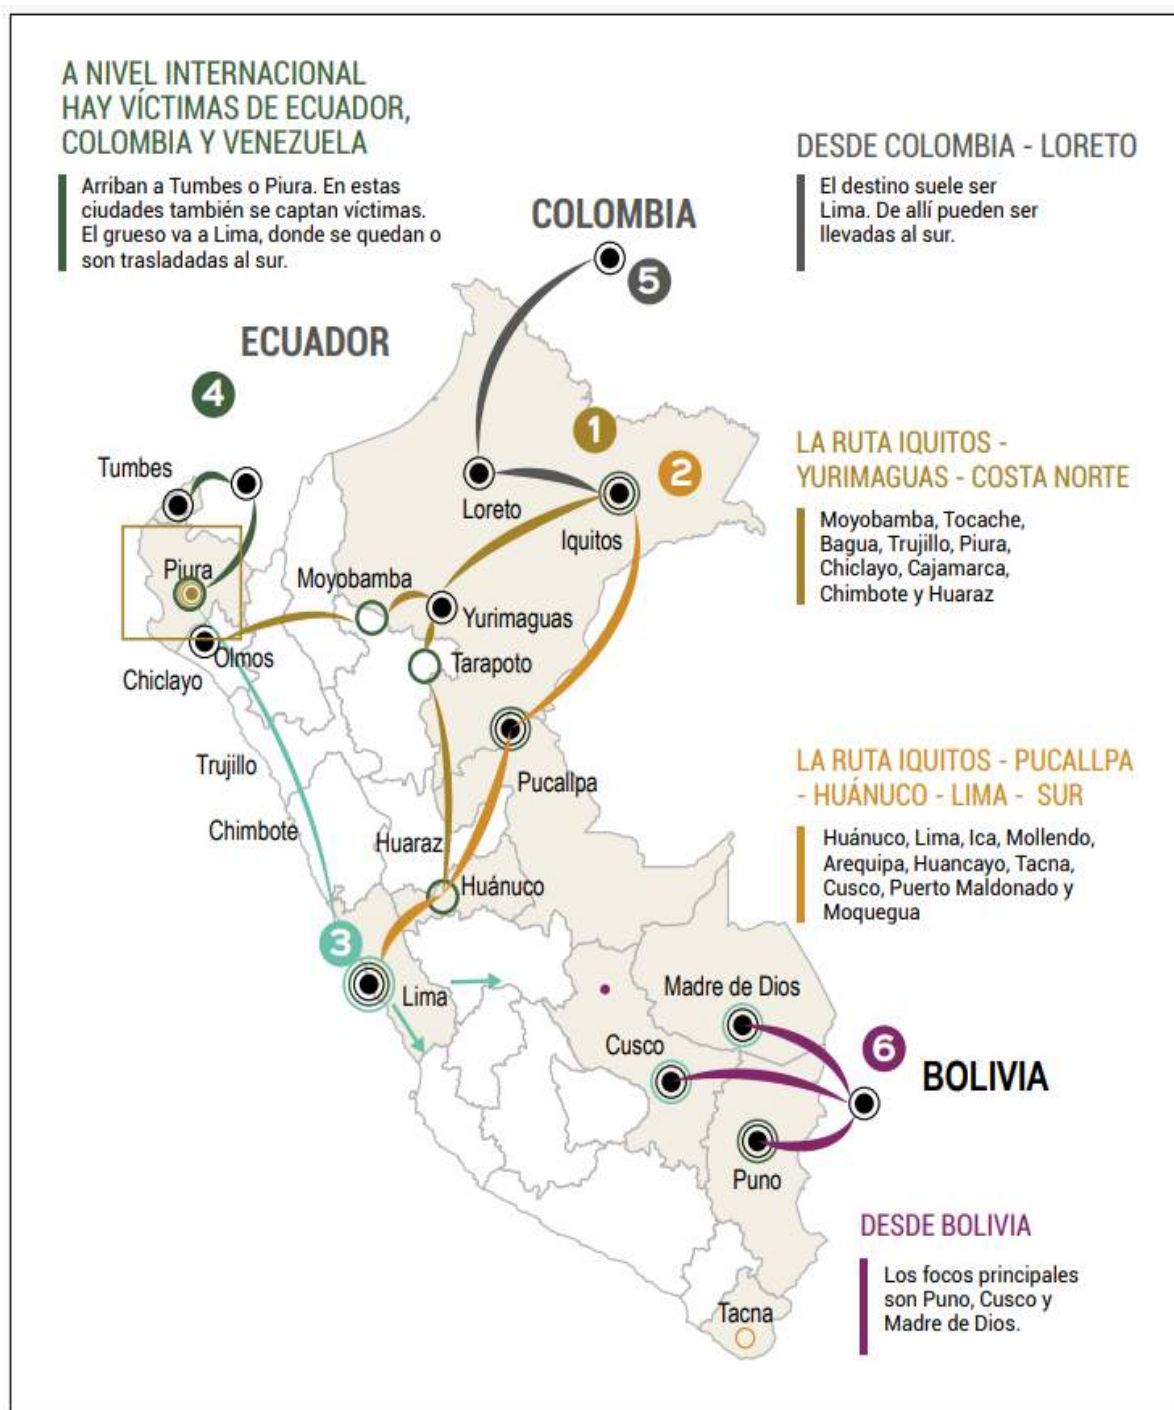 A NIVEL INTERNACIONAL
HAY VÍCTIMAS DE ECUADOR,
COLOMBIA Y VENEZUELA
Arriban a Tumbes o Piura. En estas
ciudades también se captan víctimas.
El grueso va a Lima, donde se quedan o
son trasladadas al sur.
DESDE COLOMBIA - LORETO
El destino suele ser
Lima. De allí pueden ser
llevadas al sur.
COLOMBIA
5
ECUADOR
4
1
2
Tumbes
Loreto
Iquitos
Piura
Moyobamba
Yurimaguas
Olmos
Tarapoto
Chiclayo
LA RUTA IQUITOS -
YURIMAGUAS - COSTA NORTE
Moyobamba, Tocache,
Bagua, Trujillo, Piura,
Chiclayo, Cajamarca,
Chimbote y Huaraz
Trujillo
Pucallpa
Chimbote
Huaraz
Huánuco
LA RUTA IQUITOS - PUCALLPA
- HUÁNUCO - LIMA - SUR
Huánuco, Lima, Ica, Mollendo,
Arequipa, Huancayo, Tacna,
Cusco, Puerto Maldonado y
Moquegua
3
Lima
Madre de Dios
Cusco
6
BOLIVIA
Puno
DESDE BOLIVIA
Los focos principales
son Puno, Cusco y
Madre de Dios.
Tacna